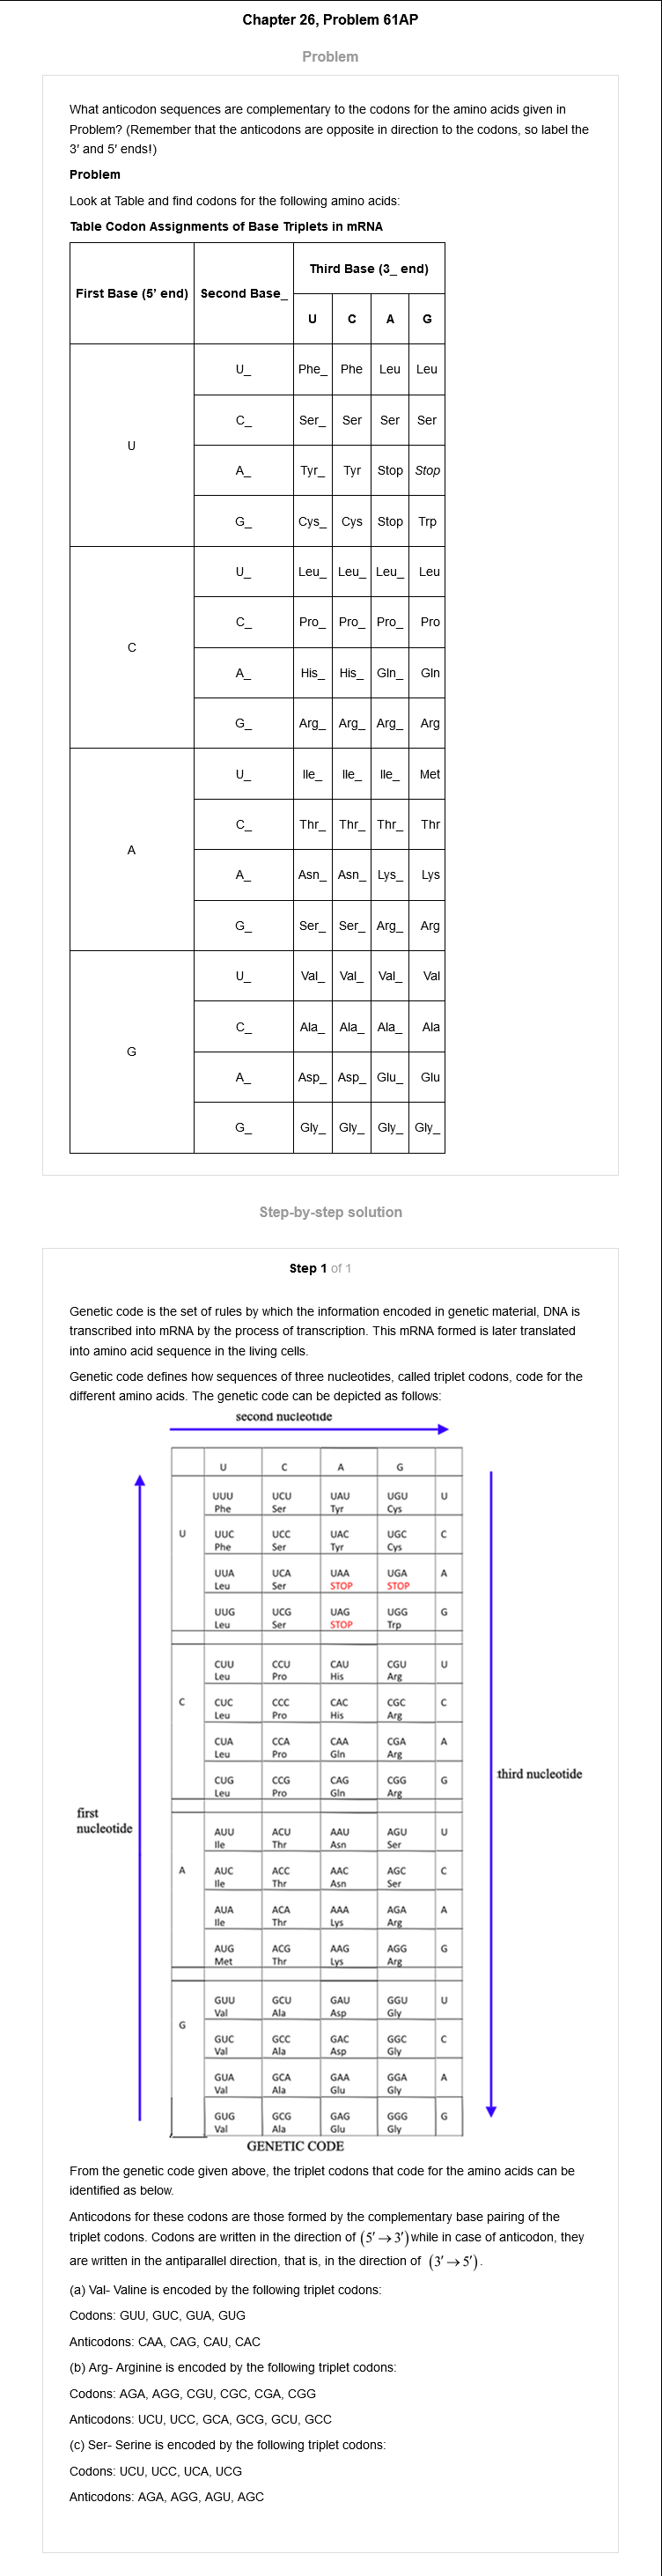 Chapter 26, Problem 61AP
Problem
What anticodon sequences are complementary to the codons for the amino acids given in
Problem? (Remember that the anticodons are opposite in direction to the codons, so label the
3′ and 5′ ends!)
Problem
Look at Table and find codons for the following amino acids:
Table Codon Assignments of Base Triplets in mRNA
First Base (5’ end) Second Base_ Third Base (3_ end)
U C A G
U
U_ Phe_ Phe Leu Leu
C_ Ser_ Ser Ser Ser
A_ Tyr_ Tyr Stop Stop
G_ Cys_ Cys Stop Trp
C
U_ Leu_ Leu_ Leu_ Leu
C_ Pro_ Pro_ Pro_ Pro
A_ His_ His_ Gln_ Gln
G_ Arg_ Arg_ Arg_ Arg
A
U_ Ile_ Ile_ Ile_ Met
C_ Thr_ Thr_ Thr_ Thr
A_ Asn_ Asn_ Lys_ Lys
G_ Ser_ Ser_ Arg_ Arg
G
U_ Val_ Val_ Val_ Val
C_ Ala_ Ala_ Ala_ Ala
A_ Asp_ Asp_ Glu_ Glu
G_ Gly_ Gly_ Gly_ Gly_
Step-by-step solution
Step 1 of 1
Genetic code is the set of rules by which the information encoded in genetic material, DNA is
transcribed into mRNA by the process of transcription. This mRNA formed is later translated
into amino acid sequence in the living cells.
Genetic code defines how sequences of three nucleotides, called triplet codons, code for the
different amino acids. The genetic code can be depicted as follows:
second nucleotide
U C A G
UUU UCU UAU UGU U
Phe Ser Tyr Cys
U UUC UCC UAC UGC C
Phe Ser Tyr Cys
UUA UCA UAA UGA A
Leu Ser STOP STOP
UUG UCG UAG UGG G
Leu Ser STOP Trp
CUU CCU CAU CGU U
Leu Pro His Arg
C CUC CCC CAC CGC C
Leu Pro His Arg
CUA CCA CAA CGA A
Leu Pro Gln Arg
CUG CCG CAG CGG G
Leu Pro Gln Arg
third nucleotide
first
nucleotide
AUU ACU AAU AGU U
Ile Thr Asn Ser
A AUC ACC AAC AGC C
Ile Thr Asn Ser
AUA ACA AAA AGA A
Ile Thr Lys Arg
AUG ACG AAG AGG G
Met Thr Lys Arg
GUU GCU GAU GGU U
Val Ala Asp Gly
G
GUC GCC GAC GGC C
Val Ala Asp Gly
GUA GCA GAA GGA A
Val Ala Glu Gly
GUG GCG GAG GGG G
Val Ala Glu Gly
GENETIC CODE
From the genetic code given above, the triplet codons that code for the amino acids can be
identified as below.
Anticodons for these codons are those formed by the complementary base pairing of the
triplet codons. Codons are written in the direction of (5′ → 3′) while in case of anticodon, they
are written in the antiparallel direction, that is, in the direction of (3′ → 5′).
(a) Val- Valine is encoded by the following triplet codons:
Codons: GUU, GUC, GUA, GUG
Anticodons: CAA, CAG, CAU, CAC
(b) Arg- Arginine is encoded by the following triplet codons:
Codons: AGA, AGG, CGU, CGC, CGA, CGG
Anticodons: UCU, UCC, GCA, GCG, GCU, GCC
(c) Ser- Serine is encoded by the following triplet codons:
Codons: UCU, UCC, UCA, UCG
Anticodons: AGA, AGG, AGU, AGC